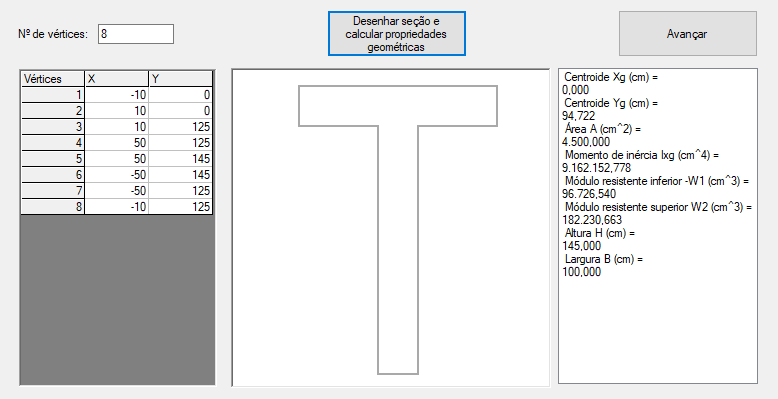 Nº de vértices: 8
Desenhar seção e
calcular propriedades
geométricas
Avançar
Vértices X Y
1 -10 0
2 10 0
3 10 125
4 50 125
5 50 145
6 -50 145
7 -50 125
8 -10 125
Centroide Xg (cm) =
0,000
Centroide Yg (cm) =
94,722
Área A (cm^2) =
4.500,000
Momento de inércia Ixg (cm^4) =
9.162.152,778
Módulo resistente inferior -W1 (cm^3) =
96.726,540
Módulo resistente superior W2 (cm^3) =
182.230,663
Altura H (cm) =
145,000
Largura B (cm) =
100,000